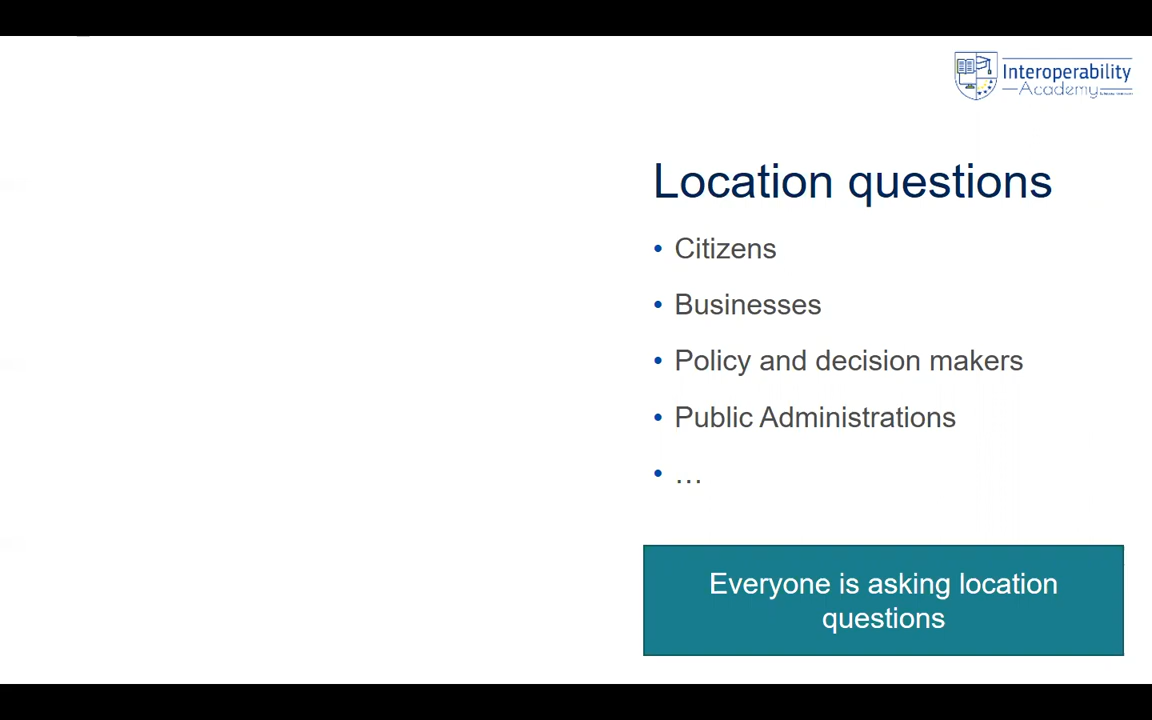 Interoperability
Academy
Location questions
• Citizens
• Businesses
• Policy and decision makers
• Public Administrations
• …
Everyone is asking location
questions